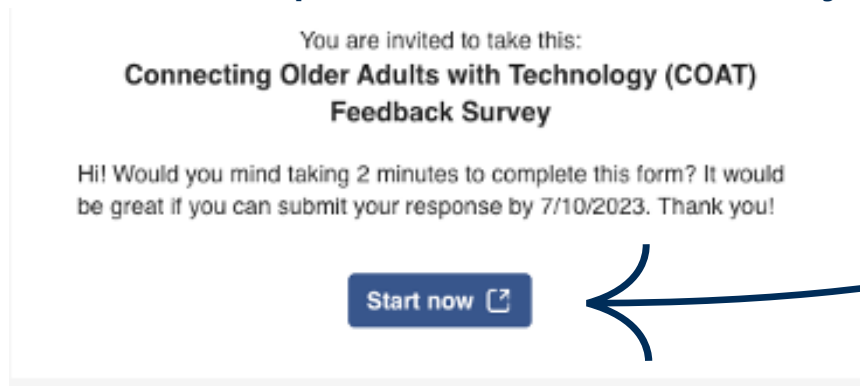 You are invited to take this:
Connecting Older Adults with Technology (COAT)
Feedback Survey
Hi! Would you mind taking 2 minutes to complete this form? It would
be great if you can submit your response by 7/10/2023. Thank you!
Start now